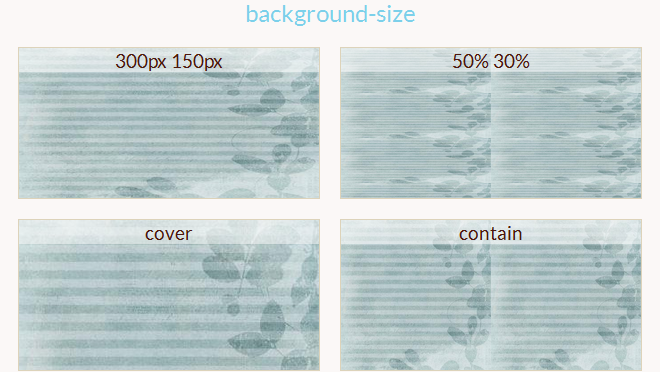 background-size
300px 150px
50% 30%
cover
contain